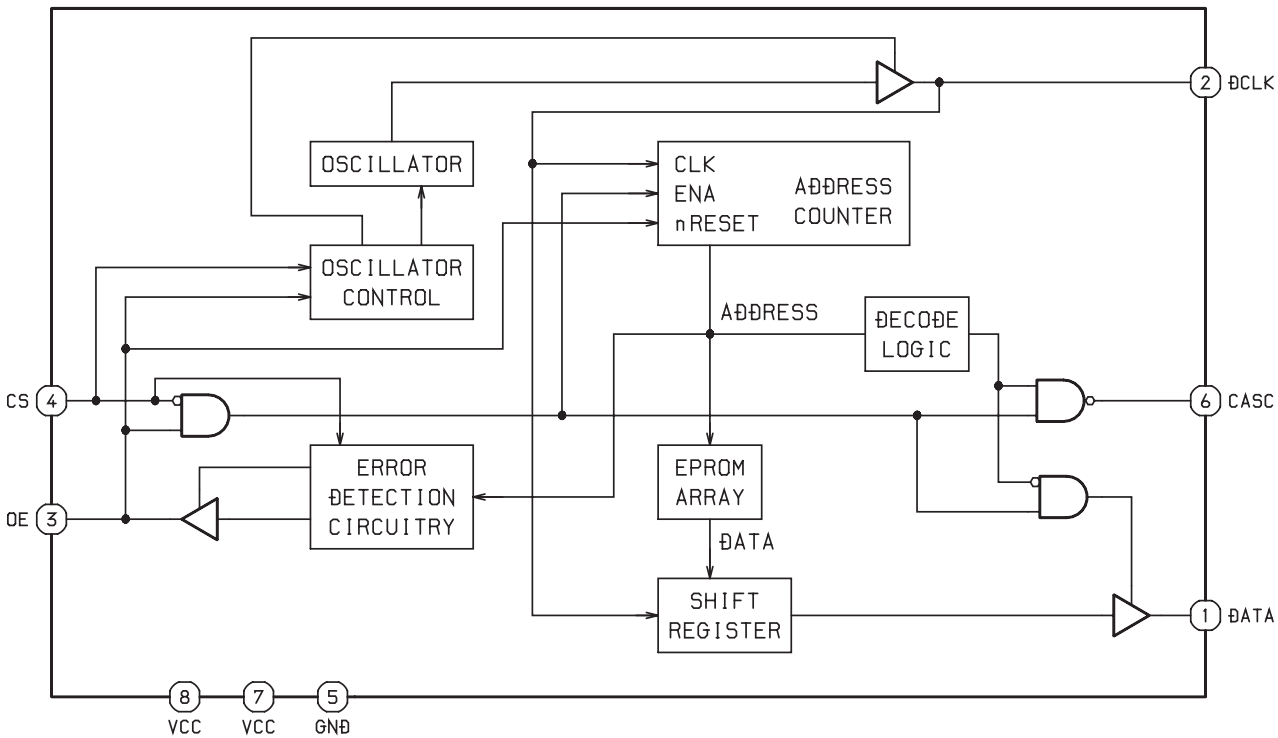 2 DCLK
OSCILLATOR
CLK
ENA
nRESET
ADDRESS
COUNTER
OSCILLATOR
CONTROL
ADDRESS
DECODE
LOGIC
CS 4
6 CASC
ERROR
DETECTION
CIRCUITRY
EPROM
ARRAY
OE 3
DATA
SHIFT
REGISTER
1 DATA
8
7
5
VCC
VCC
GND